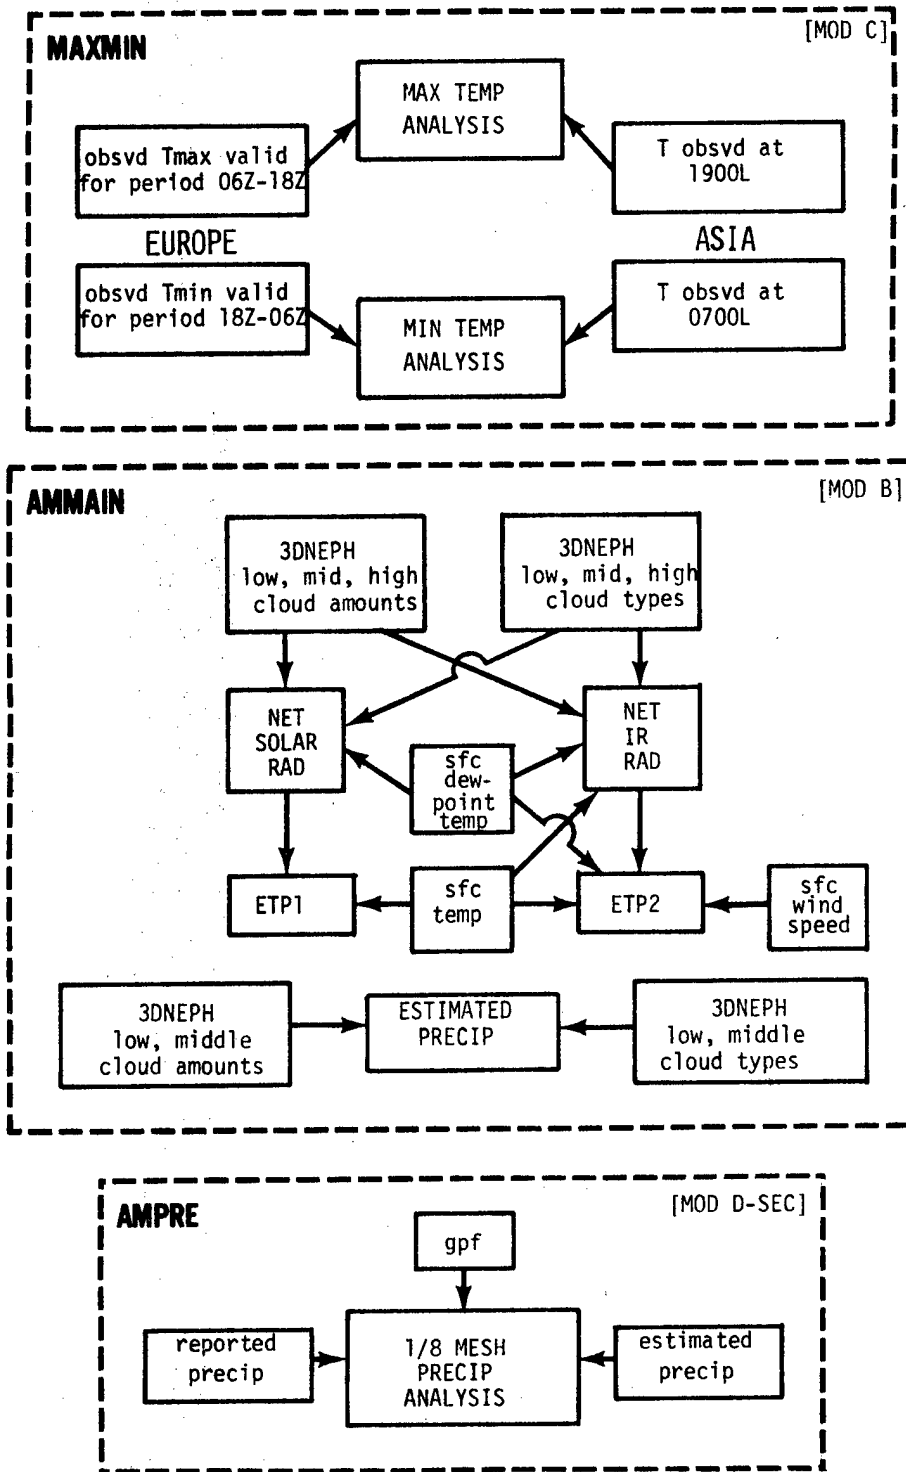 MAXMIN
[MOD C]
MAX TEMP
ANALYSIS
obsvd Tmax valid
for period 06Z-18Z
T obsvd at
1900L
EUROPE
ASIA
obsvd Tmin valid
for period 18Z-06Z
T obsvd at
0700L
MIN TEMP
ANALYSIS
AMMAIN
[MOD B]
3DNEPH
low, mid, high
cloud amounts
3DNEPH
low, mid, high
cloud types
NET
SOLAR
RAD
NET
IR
RAD
sfc
dew-
point
temp
ETP1
sfc
temp
ETP2
sfc
wind
speed
3DNEPH
low, middle
cloud amounts
ESTIMATED
PRECIP
3DNEPH
low, middle
cloud types
AMPRE
[MOD D-SEC]
gpf
reported
precip
1/8 MESH
PRECIP
ANALYSIS
estimated
precip